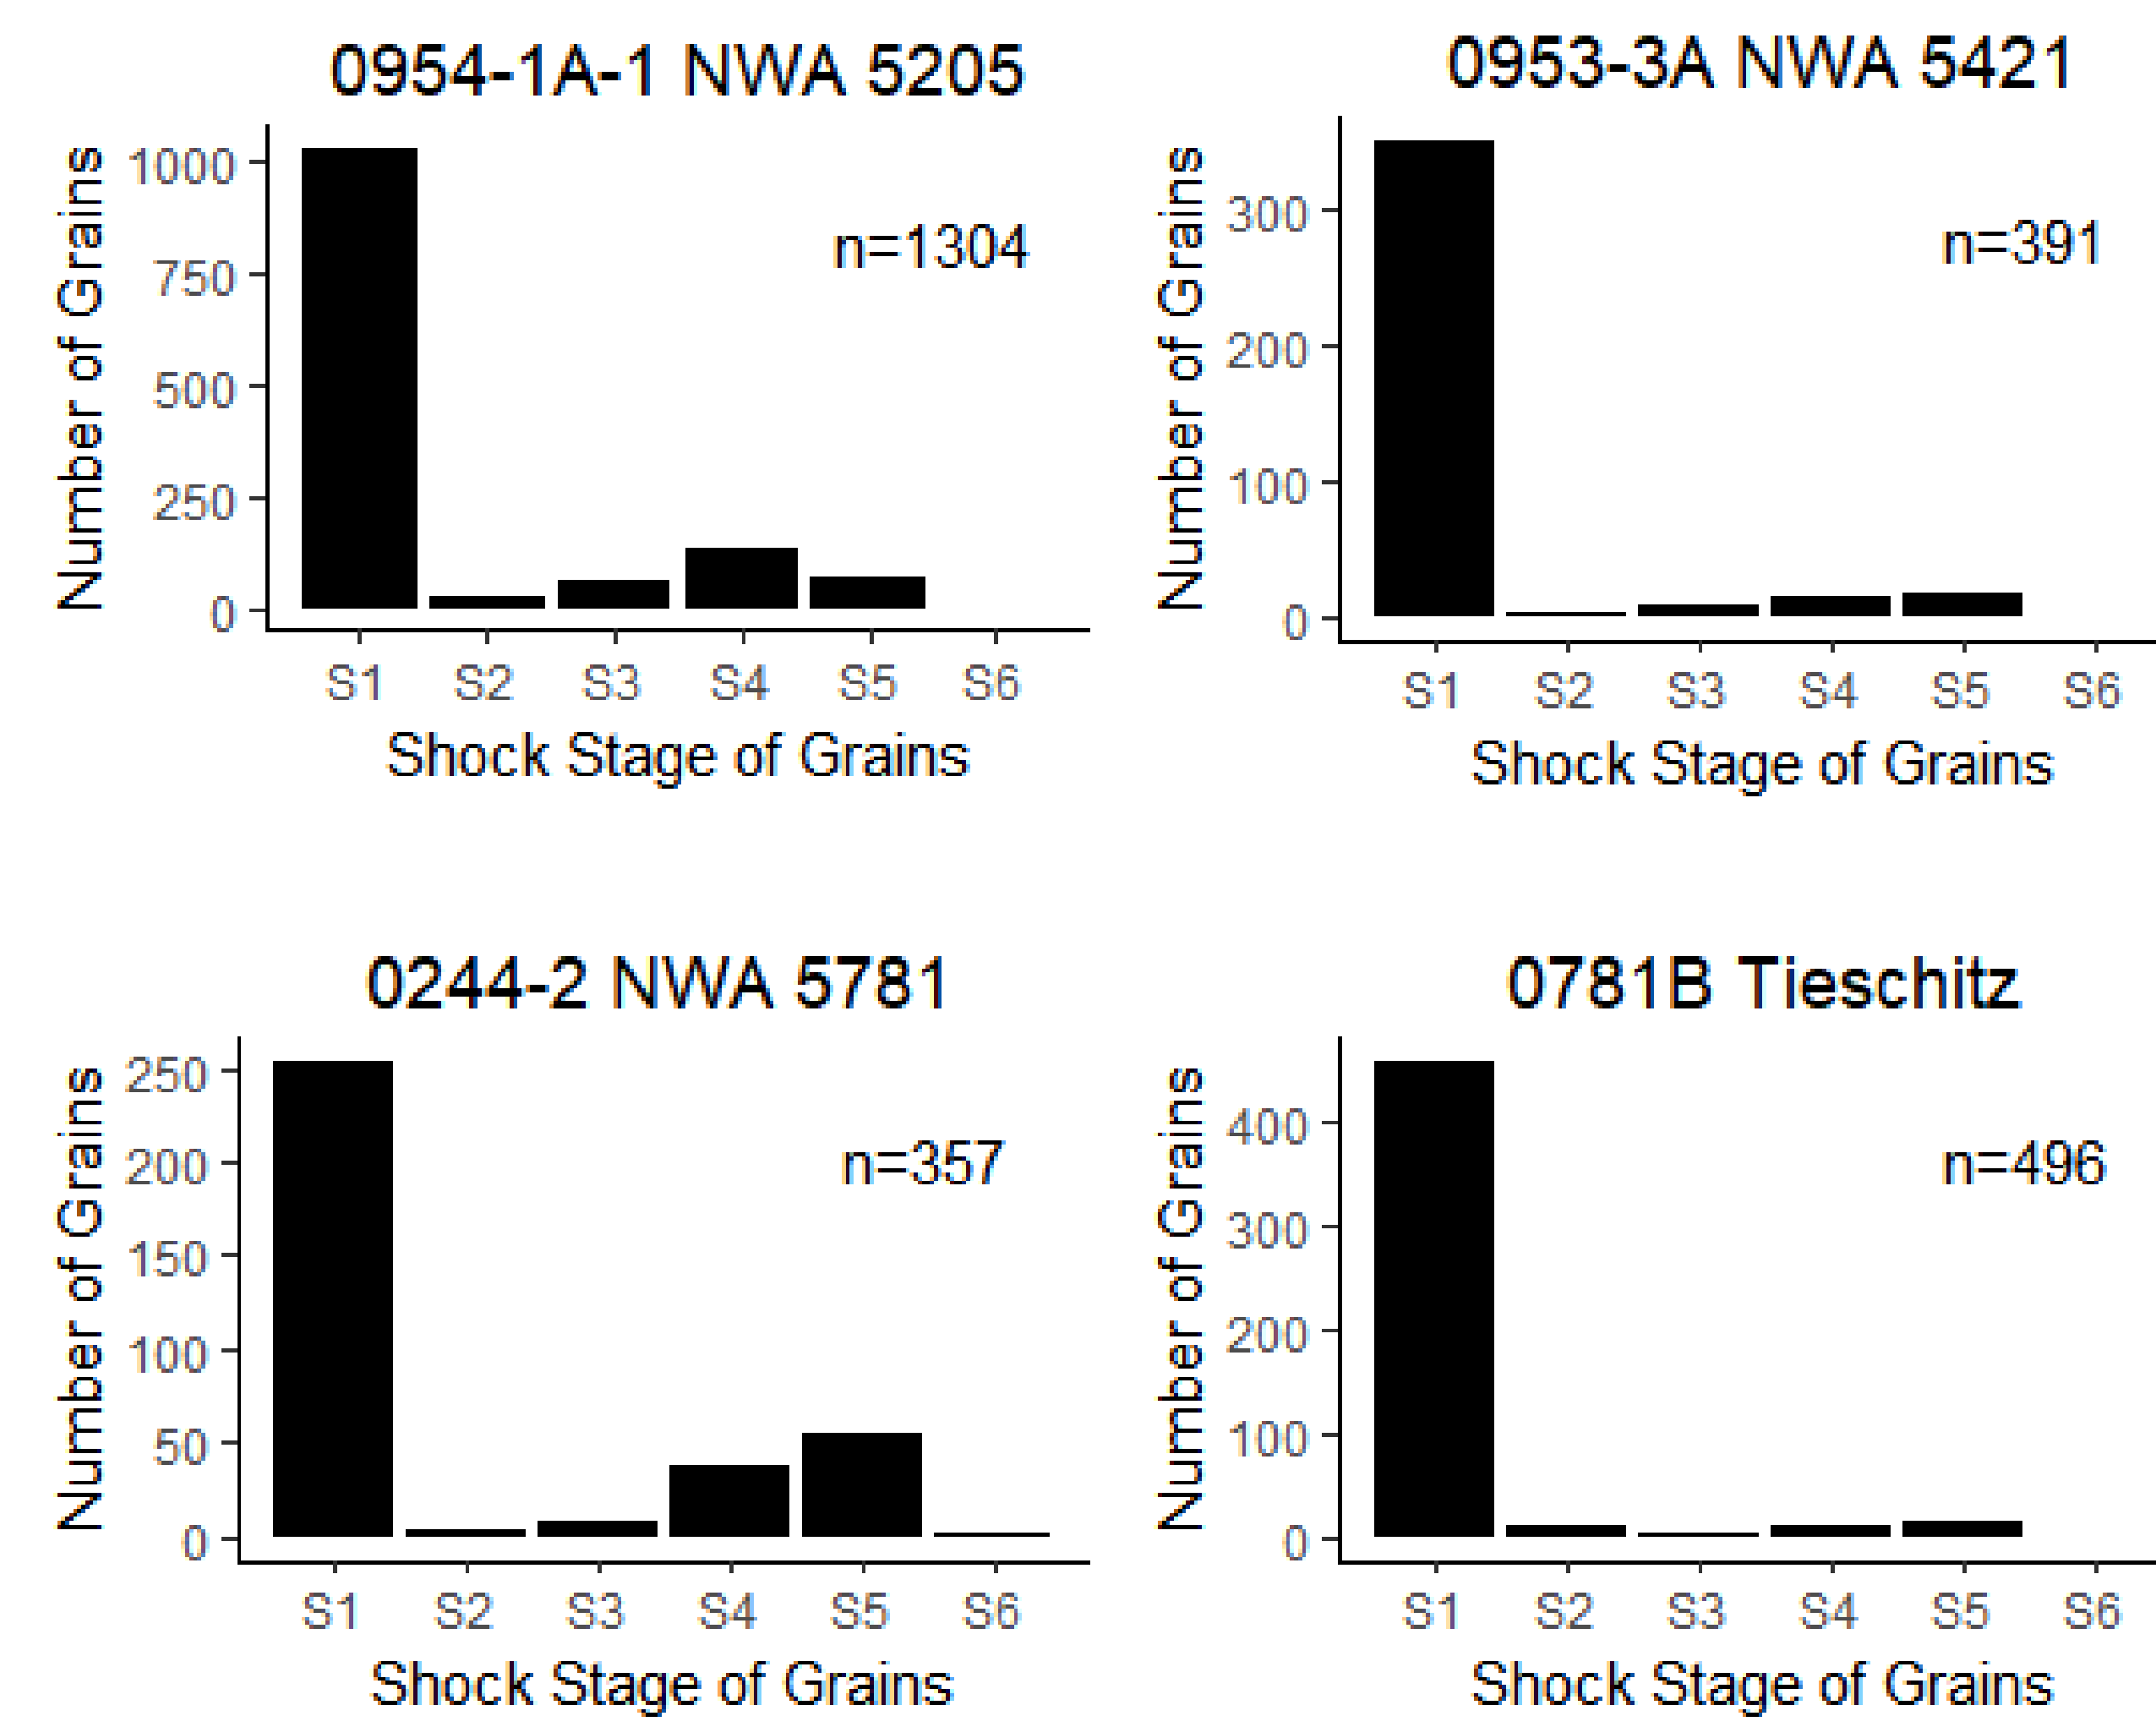 0954-1A-1 NWA 5205
Number of Grains
1000
750
500
250
0
n=1304
S1 S2 S3 S4 S5 S6
Shock Stage of Grains
0953-3A NWA 5421
Number of Grains
300
200
100
0
n=391
S1 S2 S3 S4 S5 S6
Shock Stage of Grains
0244-2 NWA 5781
Number of Grains
250
200
150
100
50
0
n=357
S1 S2 S3 S4 S5 S6
Shock Stage of Grains
0781B Tieschitz
Number of Grains
400
300
200
100
0
n=496
S1 S2 S3 S4 S5 S6
Shock Stage of Grains